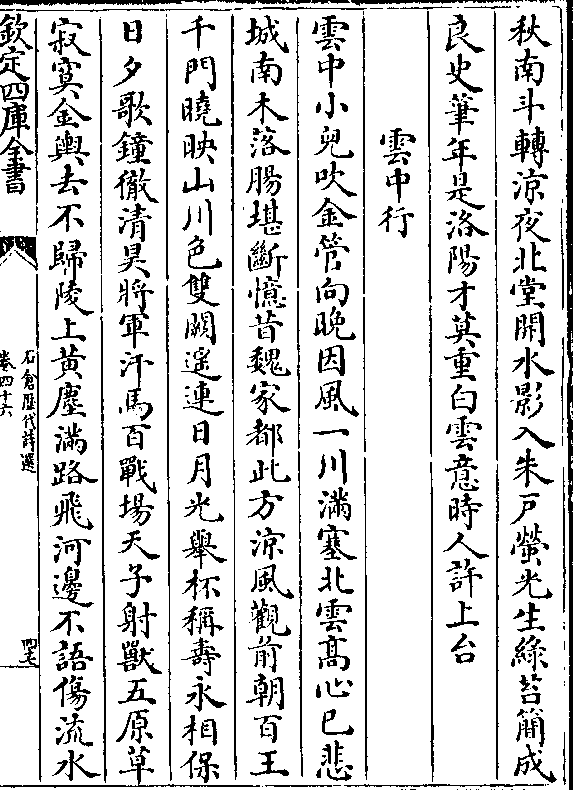 秋南斗轉涼夜北堂開水影入朱戸螢光生綠苔簡成
良史筆年是洛陽才莫重白雲意時人許上台
雲中行
雲中小兒吹金管向晚因風一川滿塞北雲髙心已悲
城南木落腸堪斷憶昔魏家都此方涼風觀前朝百王
千門曉映山川色雙闕遥連日月光舉杯稱壽永相保
日夕歌鐘徹清昊將軍汗馬百戰場天子射獸五原草
寂寞金輿去不歸陵上黃塵滿路飛河邊不語傷流水
欽定四庫全書
石倉歴代詩選
卷四十六
四十七